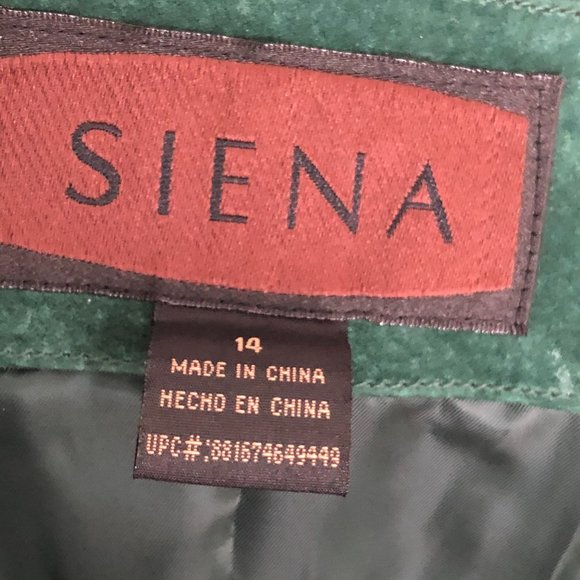 SIENA
14
MADE IN CHINA
HECHO EN CHINA
UPC#:881674649449